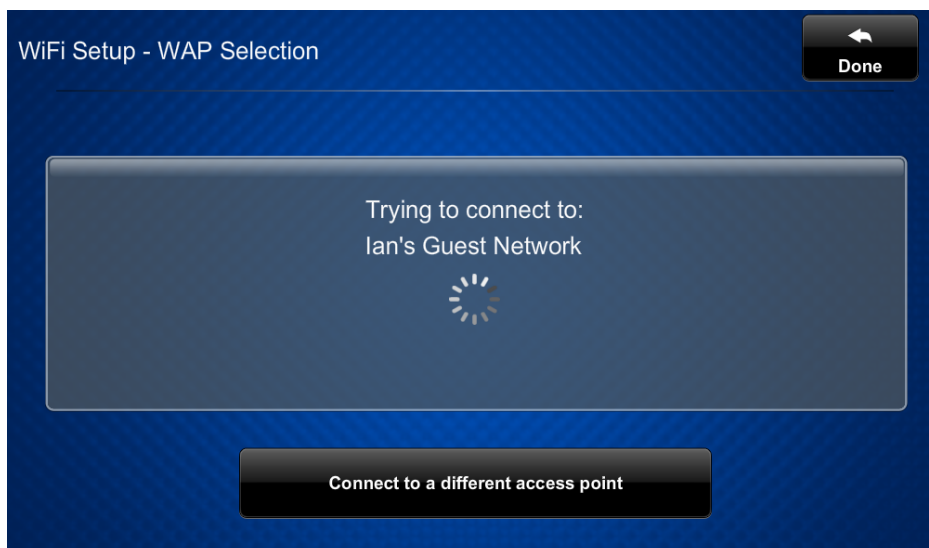 WiFi Setup - WAP Selection
Done
Trying to connect to:
Ian's Guest Network
Connect to a different access point